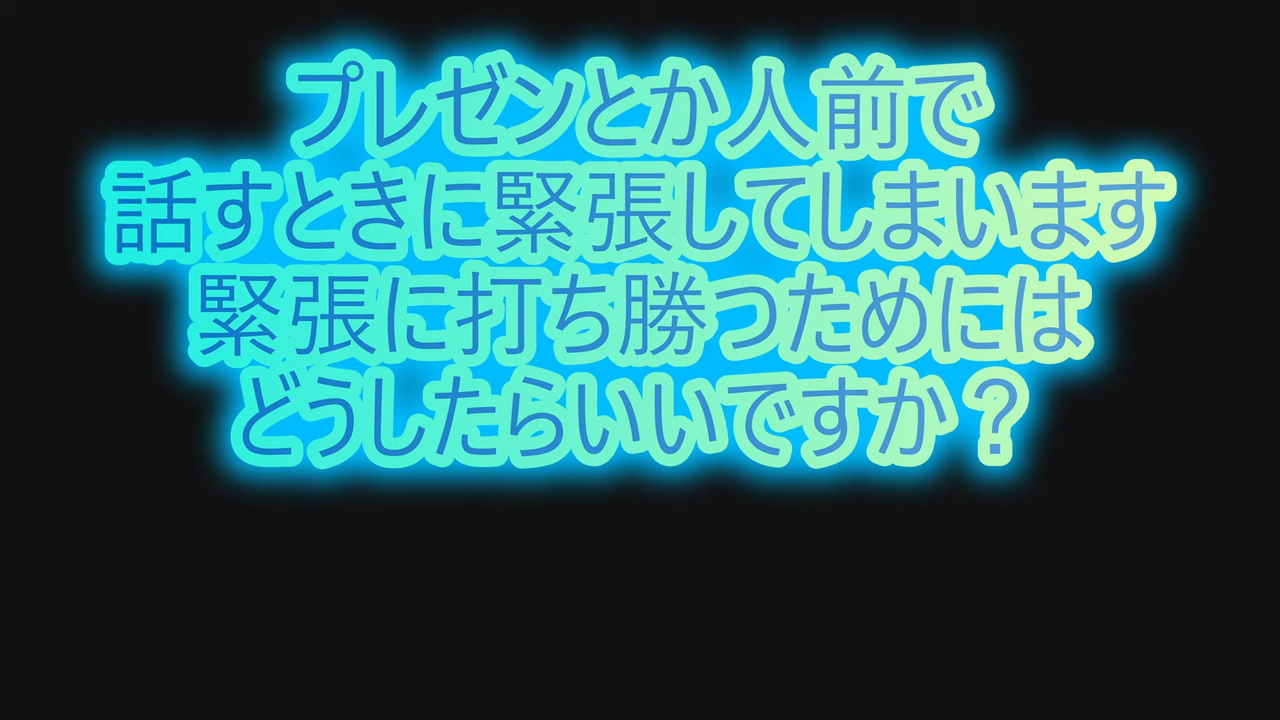 プレゼンとか人前で
話すときに緊張してしまいます
緊張に打ち勝つためには
どうしたらいいですか？